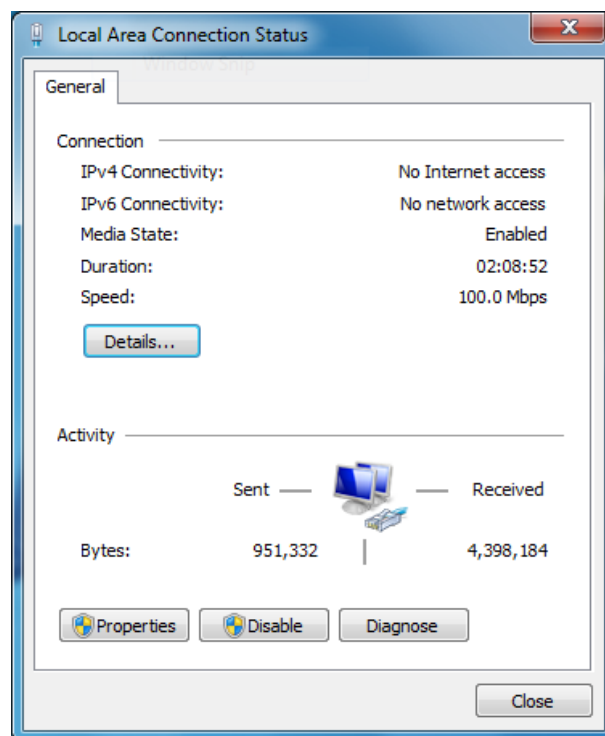 Local Area Connection Status
X
Window Snip
General
Connection
IPv4 Connectivity: No Internet access
IPv6 Connectivity: No network access
Media State: Enabled
Duration: 02:08:52
Speed: 100.0 Mbps
Details...
Activity
Sent Received
Bytes: 951,332 4,398,184
Properties Disable Diagnose
Close